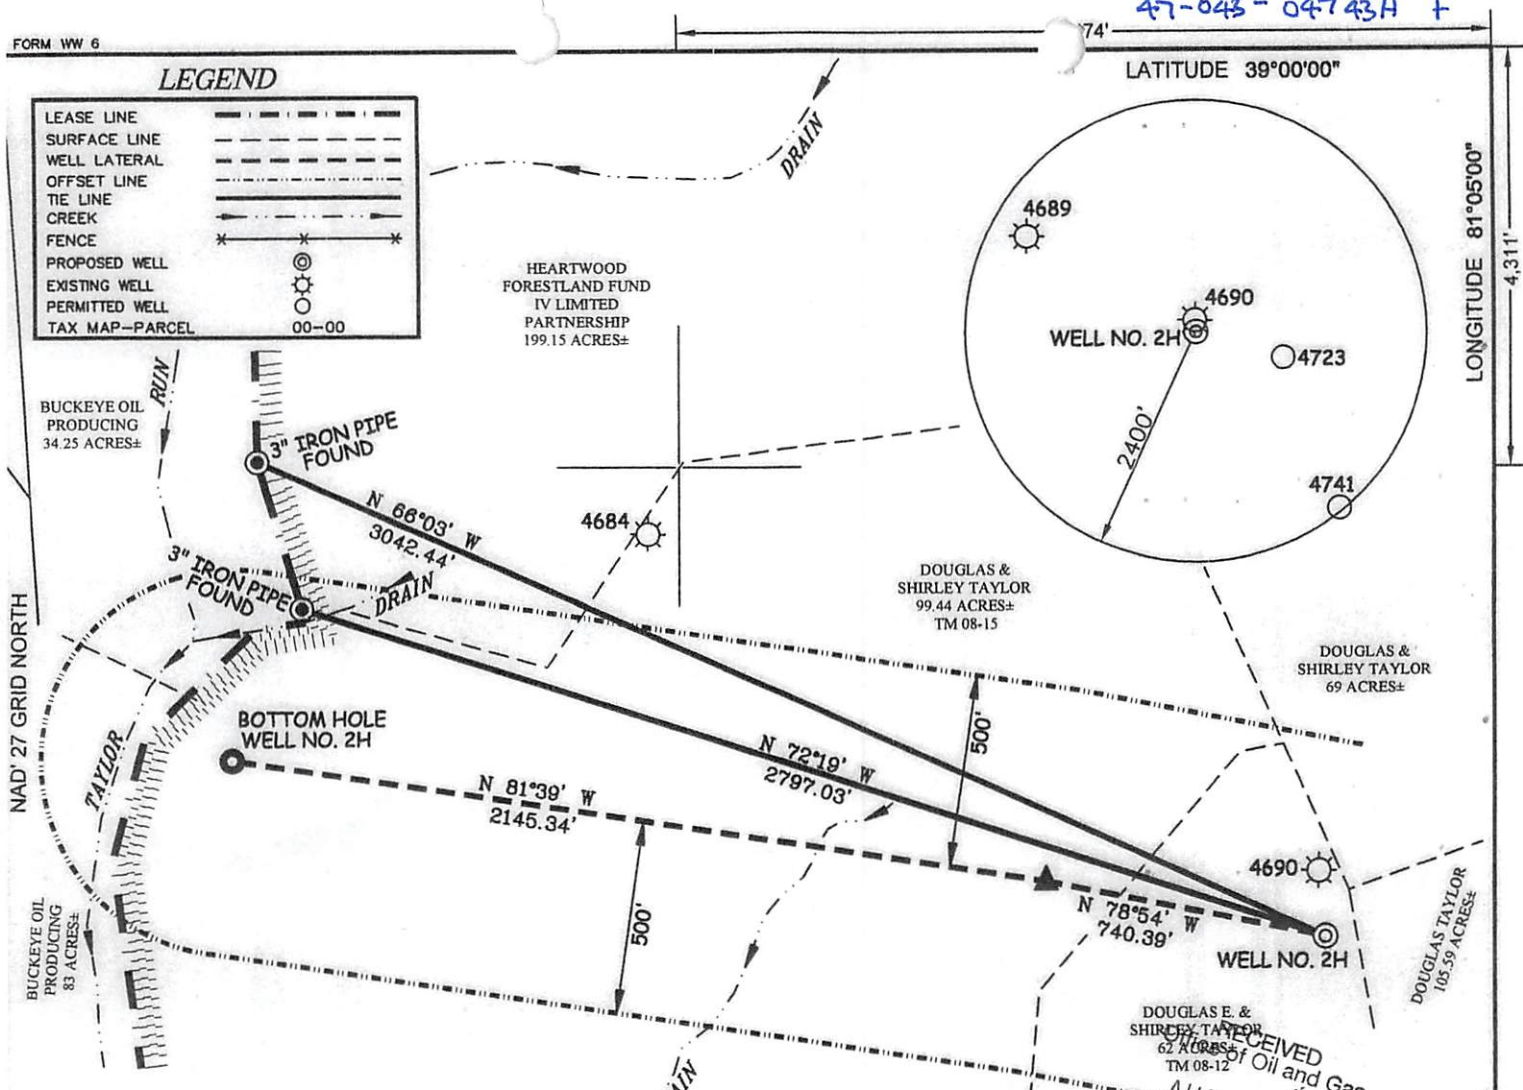 47-043-04743H
FORM WW 6
74'
LATITUDE 39°00'00"
LEGEND
LEASE LINE
SURFACE LINE
WELL LATERAL
OFFSET LINE
TIE LINE
CREEK
FENCE
PROPOSED WELL
EXISTING WELL
PERMITTED WELL
TAX MAP-PARCEL 00-00
DRAIN
LONGITUDE 81°05'00"
4,311'
4689
4690
WELL NO. 2H
4723
2400'
4741
HEARTWOOD
FORESTLAND FUND
IV LIMITED
PARTNERSHIP
199.15 ACRES±
RUN
BUCKEYE OIL
PRODUCING
34.25 ACRES±
3" IRON PIPE
FOUND
N 66°03' W
3042.44'
4684
3" IRON PIPE
FOUND
DRAIN
DOUGLAS &
SHIRLEY TAYLOR
99.44 ACRES±
TM 08-15
DOUGLAS &
SHIRLEY TAYLOR
69 ACRES±
NAD' 27 GRID NORTH
BOTTOM HOLE
WELL NO. 2H
TAYLOR
500'
N 72°19' W
2797.03'
N 81°39' W
2145.34'
4690
500'
N 78°54' W
740.39'
WELL NO. 2H
BUCKEYE OIL
PRODUCING
83 ACRES±
DOUGLAS TAYLOR
105.59 ACRES±
DOUGLAS E. &
SHIRLEY TAYLOR
62 ACRES±
TM 08-12
RECEIVED
Office of Oil and Gas